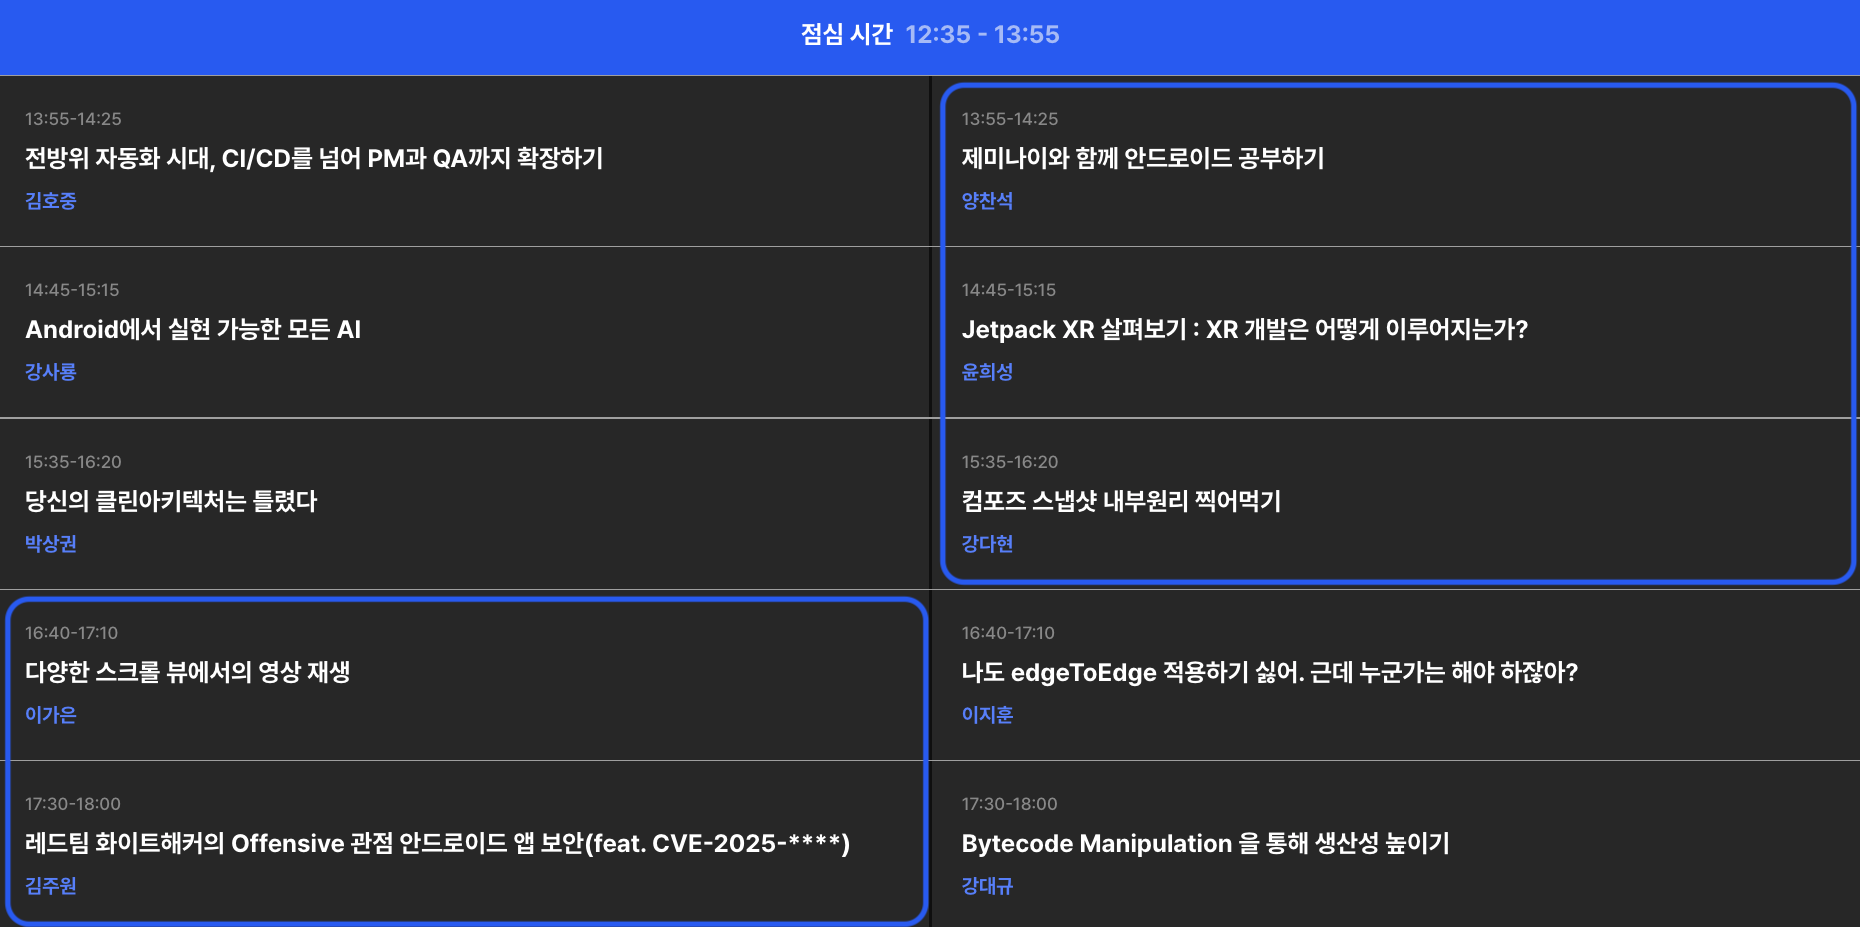 점심 시간 12:35 - 13:55
13:55-14:25
전방위 자동화 시대, CI/CD를 넘어 PM과 QA까지 확장하기
김호중
13:55-14:25
제미나이와 함께 안드로이드 공부하기
양찬석
14:45-15:15
Android에서 실현 가능한 모든 AI
강사룡
14:45-15:15
Jetpack XR 살펴보기 : XR 개발은 어떻게 이루어지는가?
윤희성
15:35-16:20
당신의 클린아키텍처는 틀렸다
박상권
15:35-16:20
컴포즈 스냅샷 내부원리 찍어먹기
강다현
16:40-17:10
다양한 스크롤 뷰에서의 영상 재생
이가은
16:40-17:10
나도 edgeToEdge 적용하기 싫어. 근데 누군가는 해야 하잖아?
이지훈
17:30-18:00
레드팀 화이트해커의 Offensive 관점 안드로이드 앱 보안(feat. CVE-2025-****)
김주원
17:30-18:00
Bytecode Manipulation 을 통해 생산성 높이기
강대규